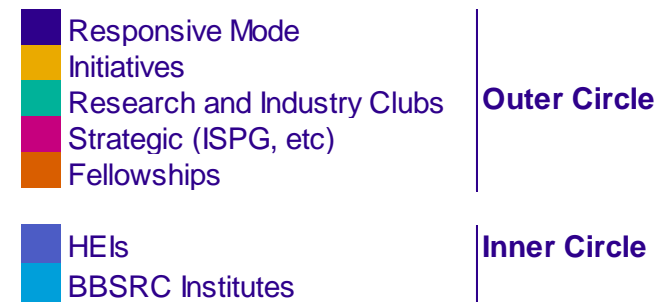 Responsive Mode
Initiatives
Research and Industry Clubs
Outer Circle
Strategic (ISPG, etc)
Fellowships
HEIs
Inner Circle
BBSRC Institutes